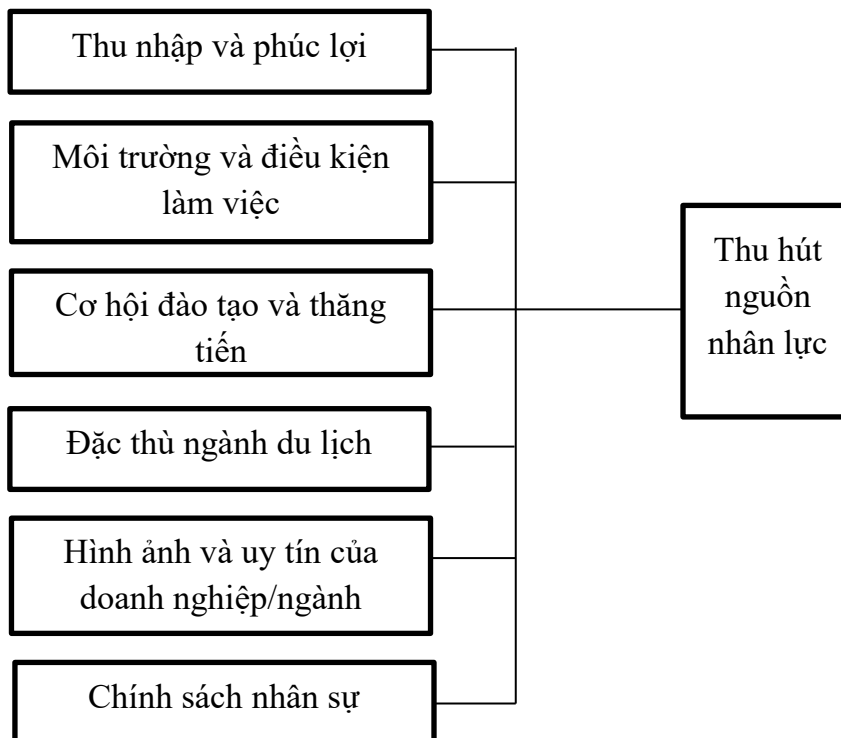 Thu nhập và phúc lợi
Môi trường và điều kiện
làm việc
Cơ hội đào tạo và thăng
tiến
Đặc thù ngành du lịch
Hình ảnh và uy tín của
doanh nghiệp/ngành
Chính sách nhân sự
Thu hút
nguồn
nhân lực